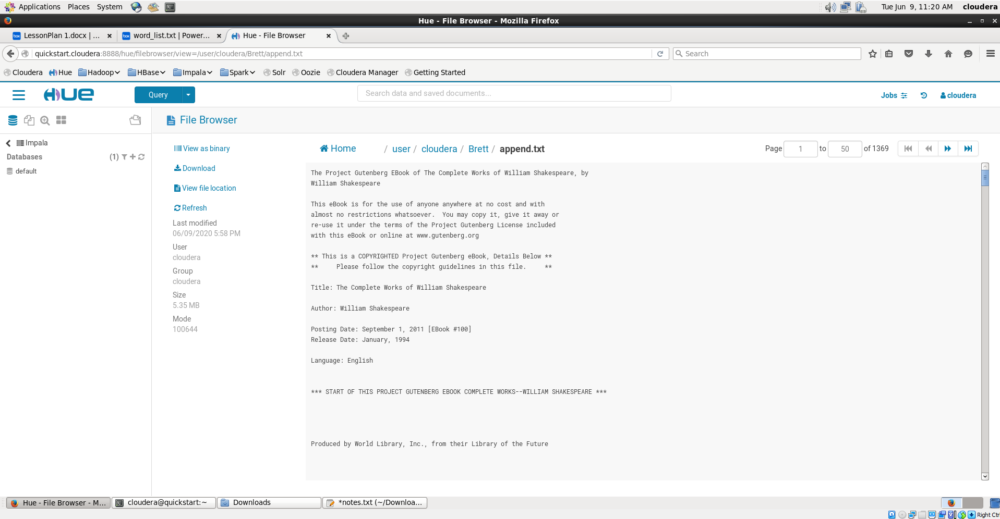 Applications Places System Tue Jun 9, 11:20 AM cloudera
Hue - File Browser - Mozilla Firefox
LessonPlan 1.docx | ... word_list.txt | Power... Hue - File Browser
quickstart.cloudera:8888/hue/filebrowser/view=/user/cloudera/Brett/append.txt Search
Cloudera Hue Hadoop HBase Impala Spark Solr Oozie Cloudera Manager Getting Started
HUE Query Search data and saved documents... Jobs cloudera
File Browser
Impala
Databases (1)
default
View as binary
Download
View file location
Refresh
Last modified
06/09/2020 5:58 PM
User
cloudera
Group
cloudera
Size
5.35 MB
Mode
100644
Home / user / cloudera / Brett / append.txt Page 1 to 50 of 1369
The Project Gutenberg EBook of The Complete Works of William Shakespeare, by
William Shakespeare
This eBook is for the use of anyone anywhere at no cost and with
almost no restrictions whatsoever.  You may copy it, give it away or
re-use it under the terms of the Project Gutenberg License included
with this eBook or online at www.gutenberg.org
** This is a COPYRIGHTED Project Gutenberg eBook, Details Below **
**     Please follow the copyright guidelines in this file.     **
Title: The Complete Works of William Shakespeare
Author: William Shakespeare
Posting Date: September 1, 2011 [EBook #100]
Release Date: January, 1994
Language: English
*** START OF THIS PROJECT GUTENBERG EBOOK COMPLETE WORKS--WILLIAM SHAKESPEARE ***
Produced by World Library, Inc., from their Library of the Future
Hue - File Browser - M... cloudera@quickstart:~ Downloads *notes.txt (~/Downloa...
Right Ctr